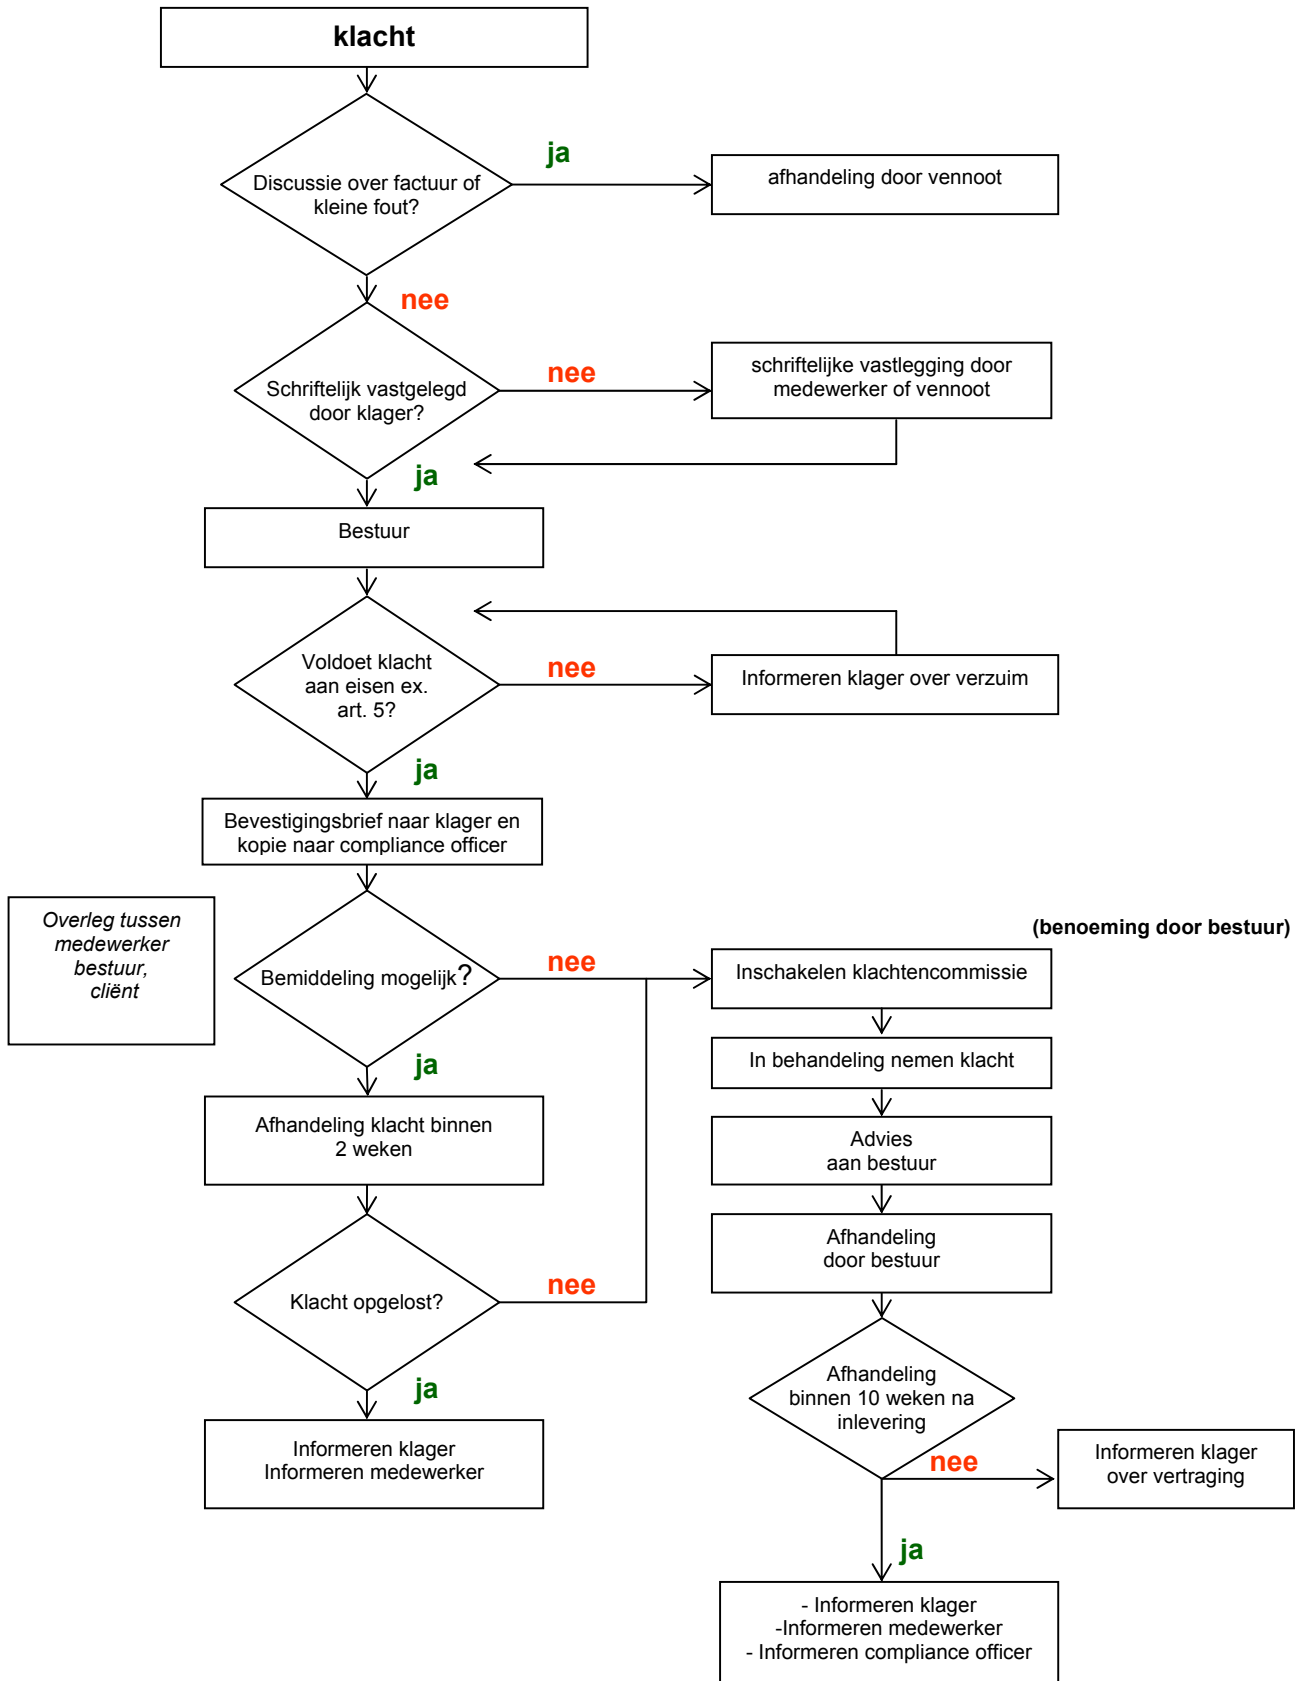 klacht
ja
Discussie over factuur of
kleine fout?
afhandeling door vennoot
nee
Schriftelijk vastgelegd
door klager?
nee
schriftelijke vastlegging door
medewerker of vennoot
ja
Bestuur
Voldoet klacht
aan eisen ex.
art. 5?
nee
Informeren klager over verzuim
ja
Bevestigingsbrief naar klager en
kopie naar compliance officer
Overleg tussen
medewerker
bestuur,
cliënt
Bemiddeling mogelijk?
nee
(benoeming door bestuur)
Inschakelen klachtencommissie
In behandeling nemen klacht
ja
Afhandeling klacht binnen
2 weken
Advies
aan bestuur
Afhandeling
door bestuur
Klacht opgelost?
nee
ja
Afhandeling
binnen 10 weken na
inlevering
Informeren klager
Informeren medewerker
nee
Informeren klager
over vertraging
ja
- Informeren klager
-Informeren medewerker
- Informeren compliance officer